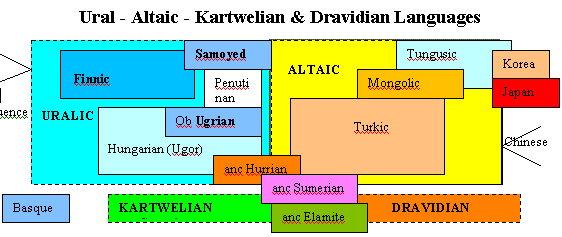 Ural - Altaic - Kartwelian & Dravidian Languages
Samoyed
Tungusic
ALTAIC
Korea
Finnic
Penuti
nan
Mongolic
Japan
uence
URALIC
Ob Ugrian
Turkic
Chinese
Hungarian (Ugor)
anc Hurrian
anc Sumerian
Basque
KARTWELIAN
anc Elamite
DRAVIDIAN